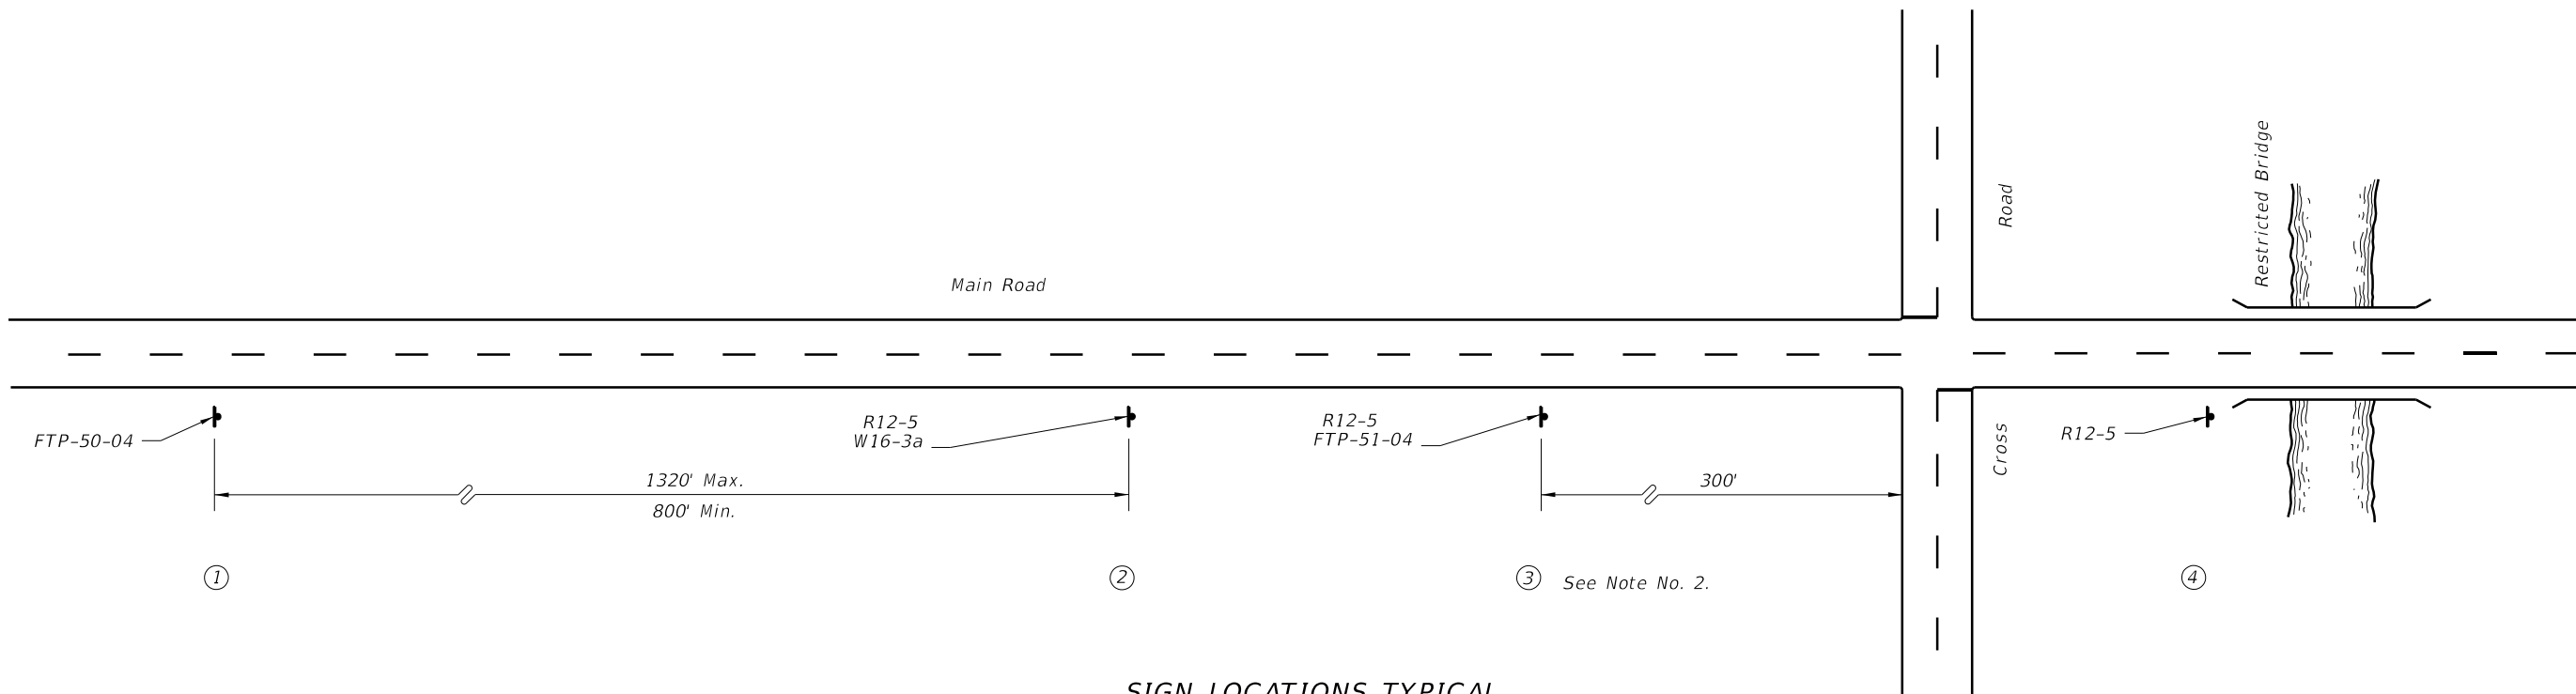 Restricted Bridge
Road
Main Road
FTP-50-04
R12-5
W16-3a
R12-5
FTP-51-04
Cross
R12-5
1320' Max.
800' Min.
300'
1
2
3 See Note No. 2.
4
SIGN LOCATIONS TYPICAL